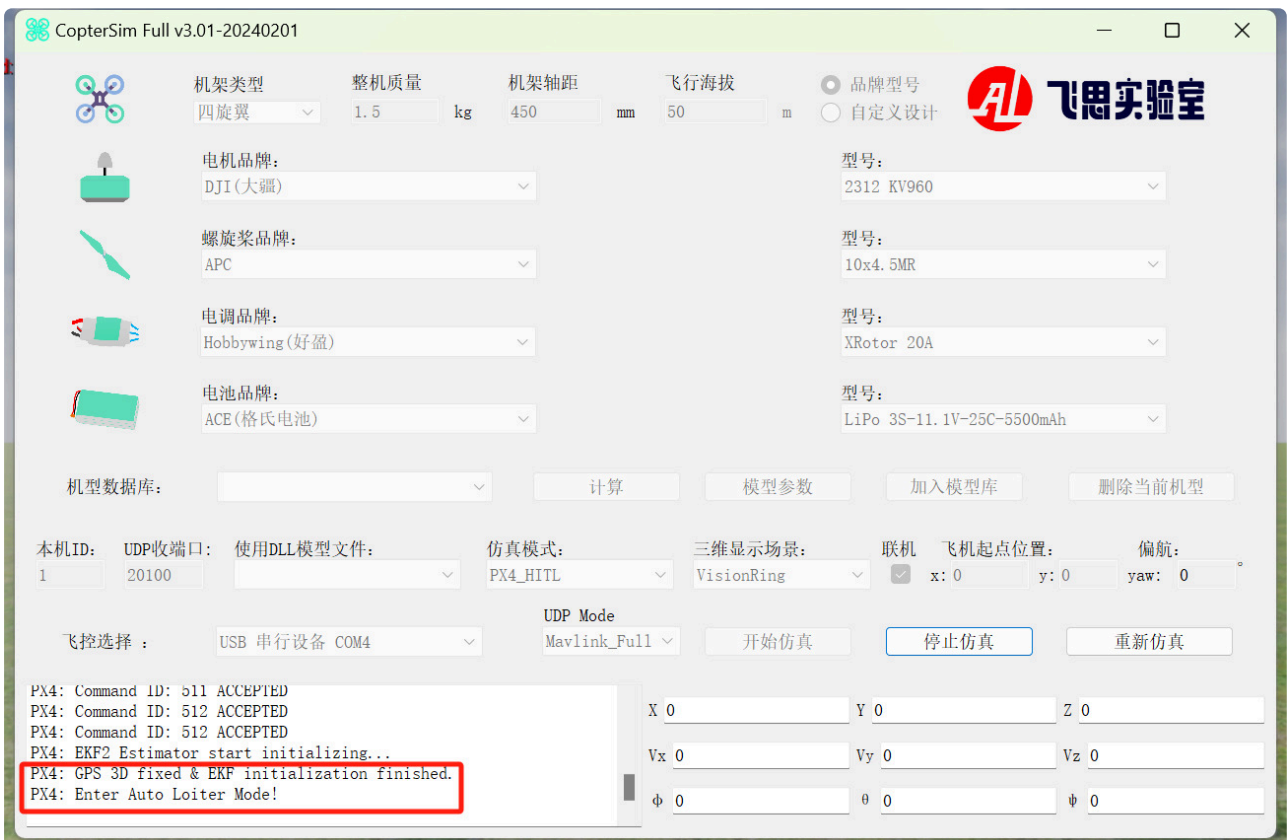 CopterSim Full v3.01-20240201
机架类型 整机质量 机架轴距 飞行海拔 品牌型号
四旋翼 1.5 kg 450 mm 50 m 自定义设计
飞思实验室
电机品牌： 型号：
DJI(大疆) 2312 KV960
螺旋桨品牌： 型号：
APC 10x4.5MR
电调品牌： 型号：
Hobbywing(好盈) XRotor 20A
电池品牌： 型号：
ACE(格氏电池) LiPo 3S-11.1V-25C-5500mAh
机型数据库： 计算 模型参数 加入模型库 删除当前机型
本机ID： UDP收端口： 使用DLL模型文件： 仿真模式： 三维显示场景： 联机 飞机起点位置： 偏航：
1 20100 PX4_HITL VisionRing x: 0 y: 0 yaw: 0 °
UDP Mode
飞控选择 ： USB 串行设备 COM4 Mavlink_Full 开始仿真 停止仿真 重新仿真
PX4: Command ID: 511 ACCEPTED
PX4: Command ID: 512 ACCEPTED
PX4: Command ID: 512 ACCEPTED
PX4: EKF2 Estimator start initializing...
PX4: GPS 3D fixed & EKF initialization finished.
PX4: Enter Auto Loiter Mode!
X 0 Y 0 Z 0
Vx 0 Vy 0 Vz 0
ϕ 0 θ 0 ψ 0